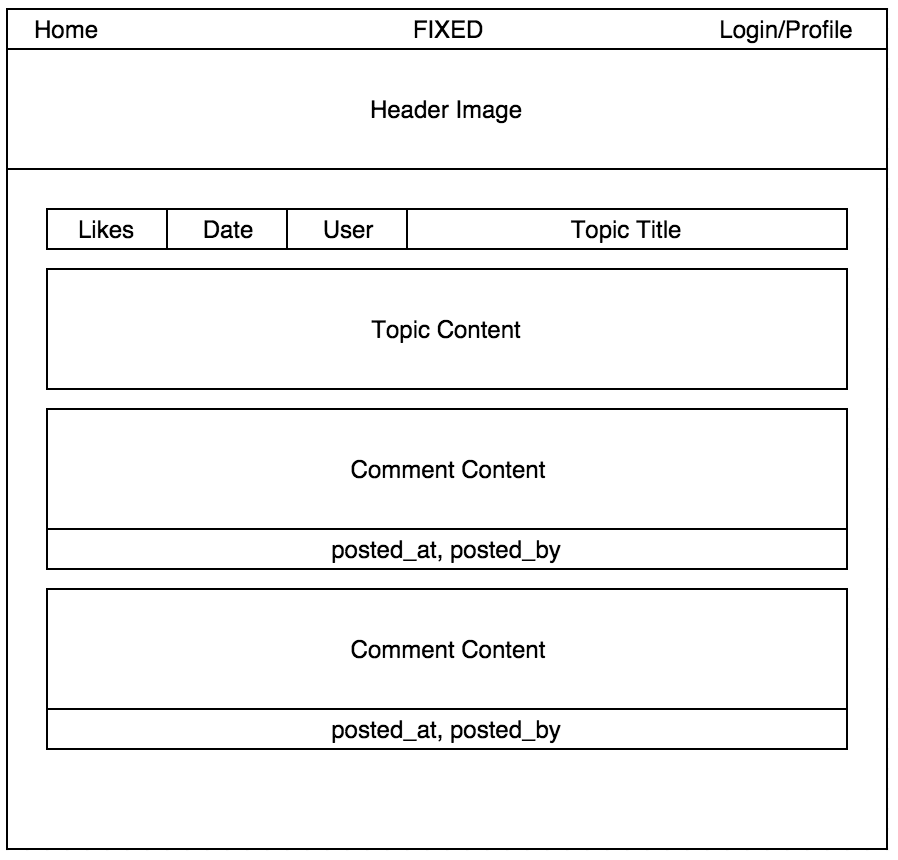 Home FIXED Login/Profile
Header Image
Likes Date User Topic Title
Topic Content
Comment Content
posted_at, posted_by
Comment Content
posted_at, posted_by